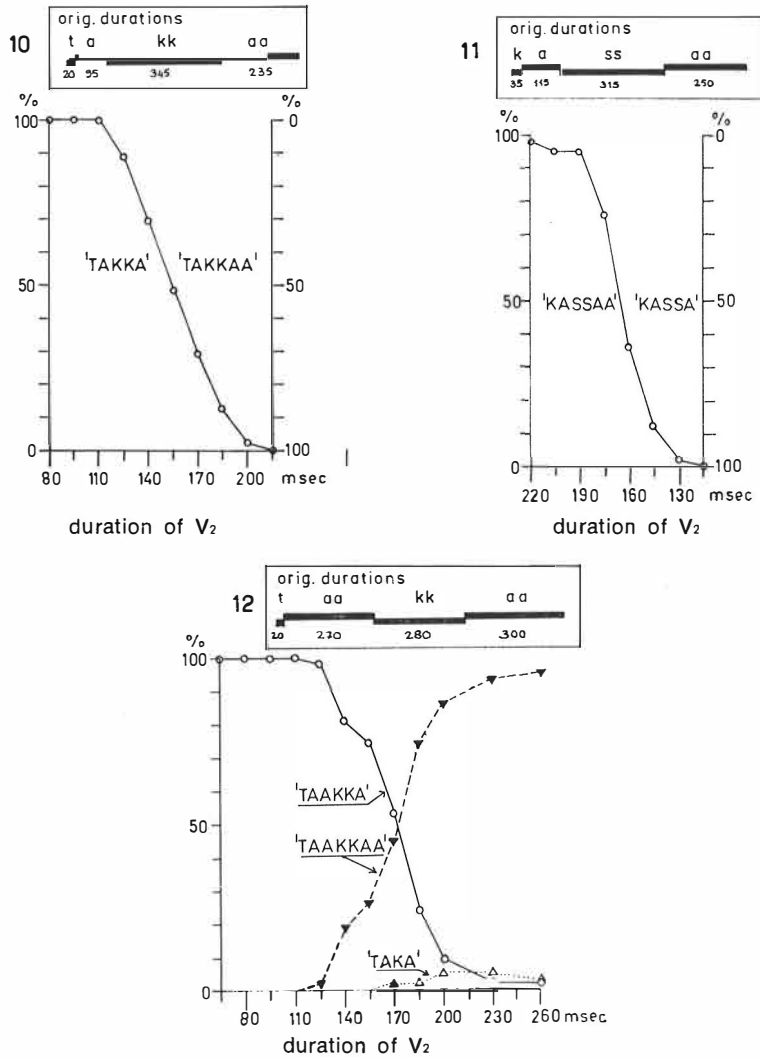 10
orig. durations
t a kk aa
20 95 345 235
% %
100 0
'TAKKA' 'TAKKAA'
50 50
0 100
80 110 140 170 200 msec
duration of V₂
11
orig. durations
k a ss aa
35 115 315 250
% %
100 0
50 50
'KASSAA' 'KASSA'
0 100
220 190 160 130 msec
duration of V₂
12
orig. durations
t aa kk aa
20 280 300
%
100
'TAAKKA'
50
'TAAKKAA'
'TAKA'
0
80 110 140 170 200 230 260 msec
duration of V₂